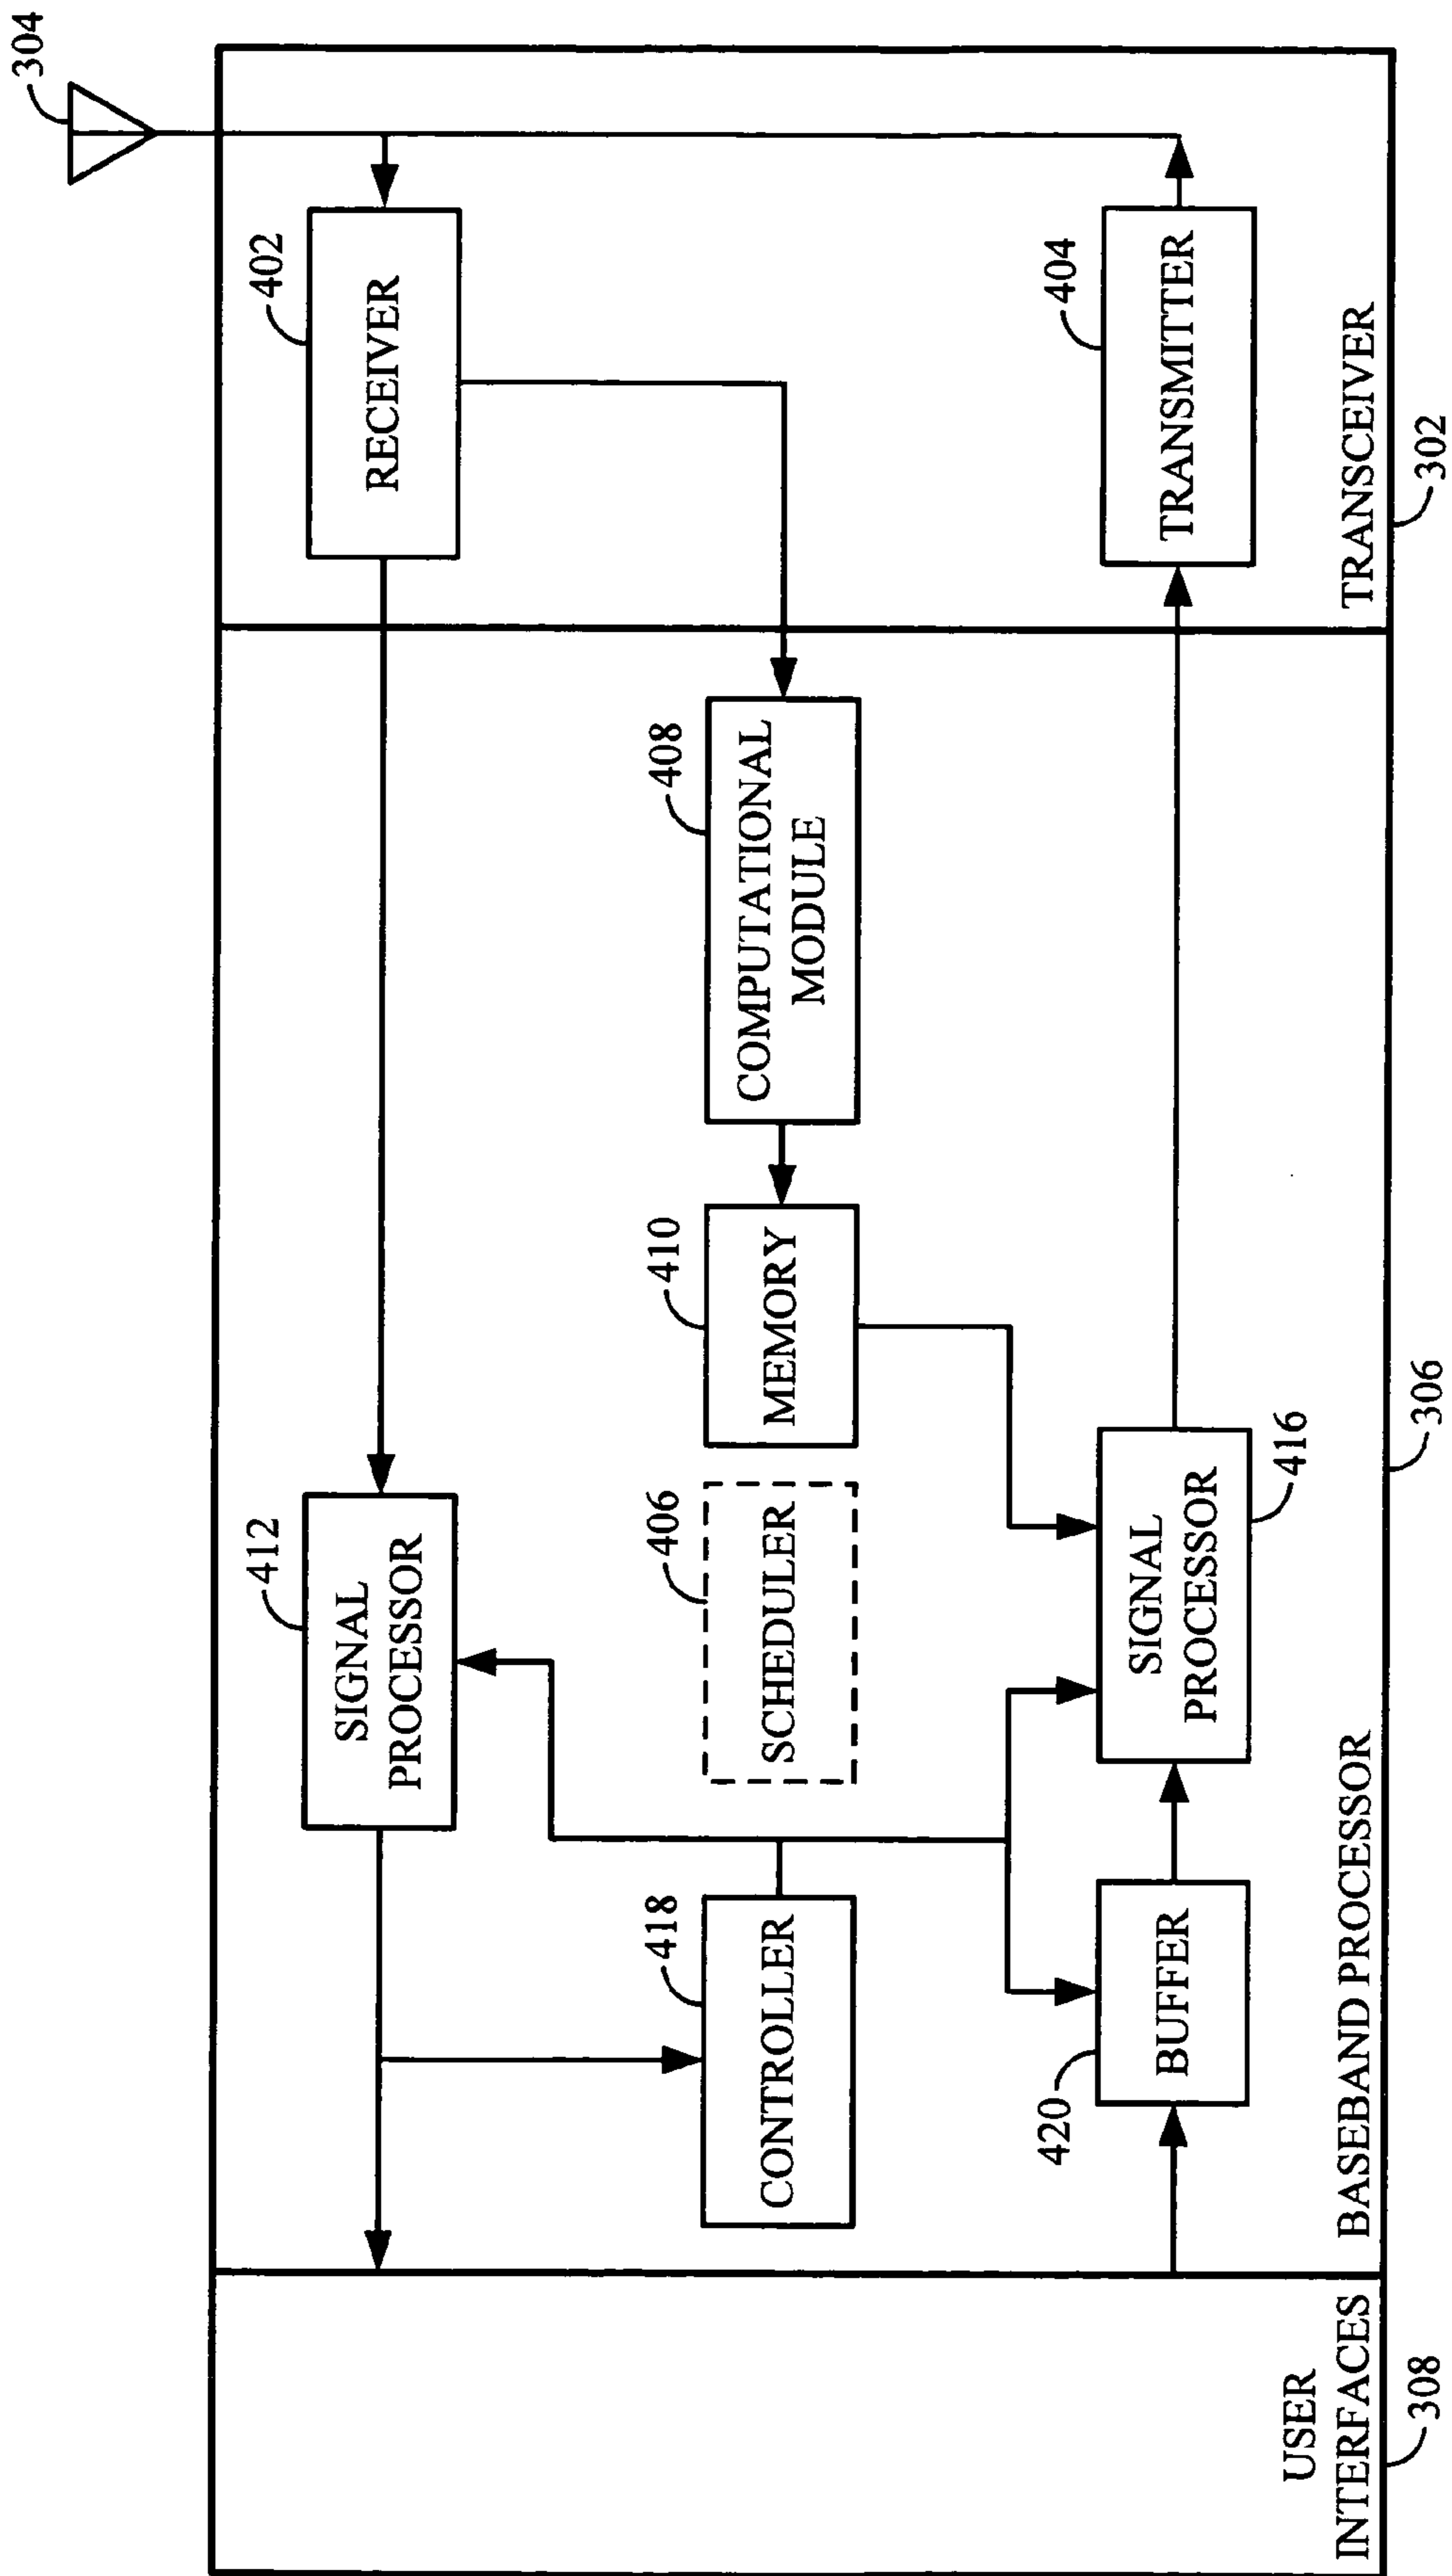 304
402
RECEIVER
404
TRANSMITTER
TRANSCEIVER
302
408
COMPUTATIONAL
MODULE
410
MEMORY
412
SIGNAL
PROCESSOR
406
SCHEDULER
SIGNAL
PROCESSOR
416
418
CONTROLLER
420
BUFFER
BASEBAND PROCESSOR
306
USER
INTERFACES
308